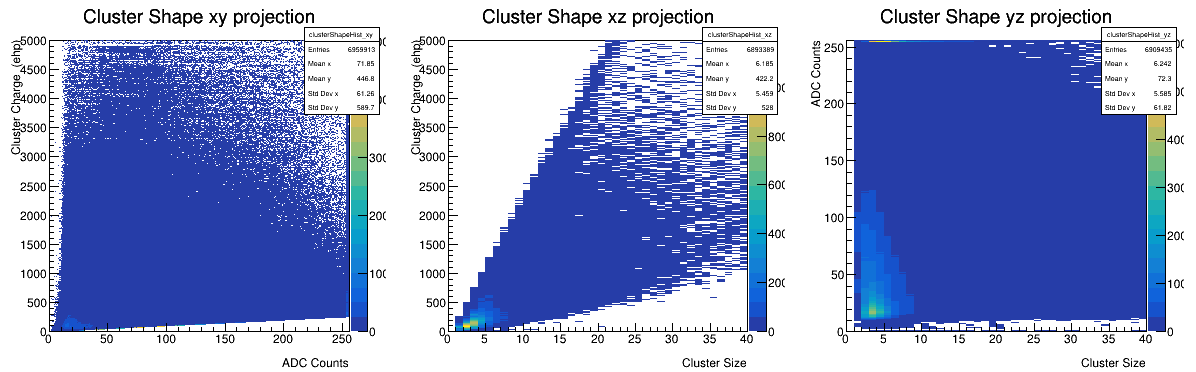 Cluster Shape xy projection
clusterShapeHist_xy
Entries 6959913
Mean x 71.85
Mean y 446.8
Std Dev x 61.26
Std Dev y 589.7
Cluster Charge (ehp)
5000
4500
4000
3500
3000
2500
2000
1500
1000
500
0
0 50 100 150 200 250
ADC Counts
300
200
100
0
Cluster Shape xz projection
clusterShapeHist_xz
Entries 6893389
Mean x 6.185
Mean y 422.2
Std Dev x 5.459
Std Dev y 528
Cluster Charge (ehp)
5000
4500
4000
3500
3000
2500
2000
1500
1000
500
0
0 5 10 15 20 25 30 35 40
Cluster Size
800
600
400
200
0
Cluster Shape yz projection
clusterShapeHist_yz
Entries 6909435
Mean x 6.242
Mean y 72.3
Std Dev x 5.585
Std Dev y 61.82
ADC Counts
250
200
150
100
50
0
0 5 10 15 20 25 30 35 40
Cluster Size
0